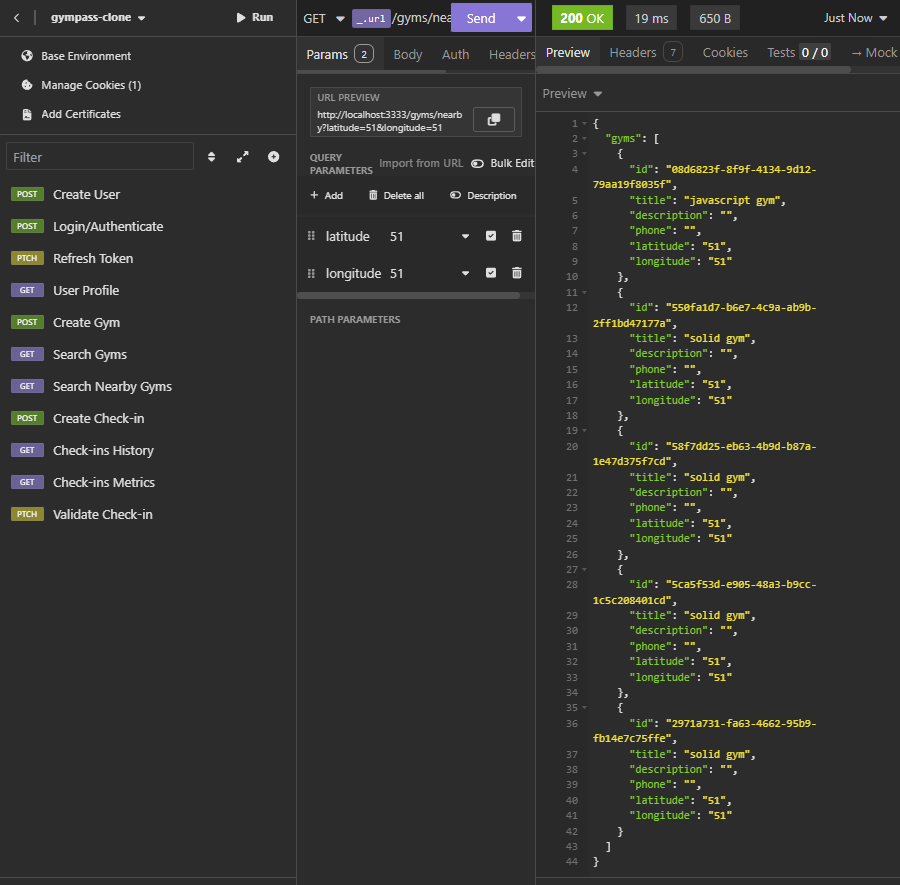 gympass-clone
Run
Base Environment
Manage Cookies (1)
Add Certificates
Filter
POST Create User
POST Login/Authenticate
PTCH Refresh Token
GET User Profile
POST Create Gym
GET Search Gyms
GET Search Nearby Gyms
POST Create Check-in
GET Check-ins History
GET Check-ins Metrics
PTCH Validate Check-in
GET _.url /gyms/nea Send
Params 2 Body Auth Headers
URL PREVIEW
http://localhost:3333/gyms/nearb
y?latitude=51&longitude=51
QUERY
PARAMETERS
Import from URL Bulk Edit
Add Delete all Description
latitude 51
longitude 51
PATH PARAMETERS
200 OK 19 ms 650 B Just Now
Preview Headers 7 Cookies Tests 0 / 0 → Mock
Preview
1 {
2 "gyms": [
3 {
4 "id": "08d6823f-8f9f-4134-9d12-
79aa19f8035f",
5 "title": "javascript gym",
6 "description": "",
7 "phone": "",
8 "latitude": "51",
9 "longitude": "51"
10 },
11 {
12 "id": "550fa1d7-b6e7-4c9a-ab9b-
2ff1bd47177a",
13 "title": "solid gym",
14 "description": "",
15 "phone": "",
16 "latitude": "51",
17 "longitude": "51"
18 },
19 {
20 "id": "58f7dd25-eb63-4b9d-b87a-
1e47d375f7cd",
21 "title": "solid gym",
22 "description": "",
23 "phone": "",
24 "latitude": "51",
25 "longitude": "51"
26 },
27 {
28 "id": "5ca5f53d-e905-48a3-b9cc-
1c5c208401cd",
29 "title": "solid gym",
30 "description": "",
31 "phone": "",
32 "latitude": "51",
33 "longitude": "51"
34 },
35 {
36 "id": "2971a731-fa63-4662-95b9-
fb14e7c75ffe",
37 "title": "solid gym",
38 "description": "",
39 "phone": "",
40 "latitude": "51",
41 "longitude": "51"
42 }
43 ]
44 }